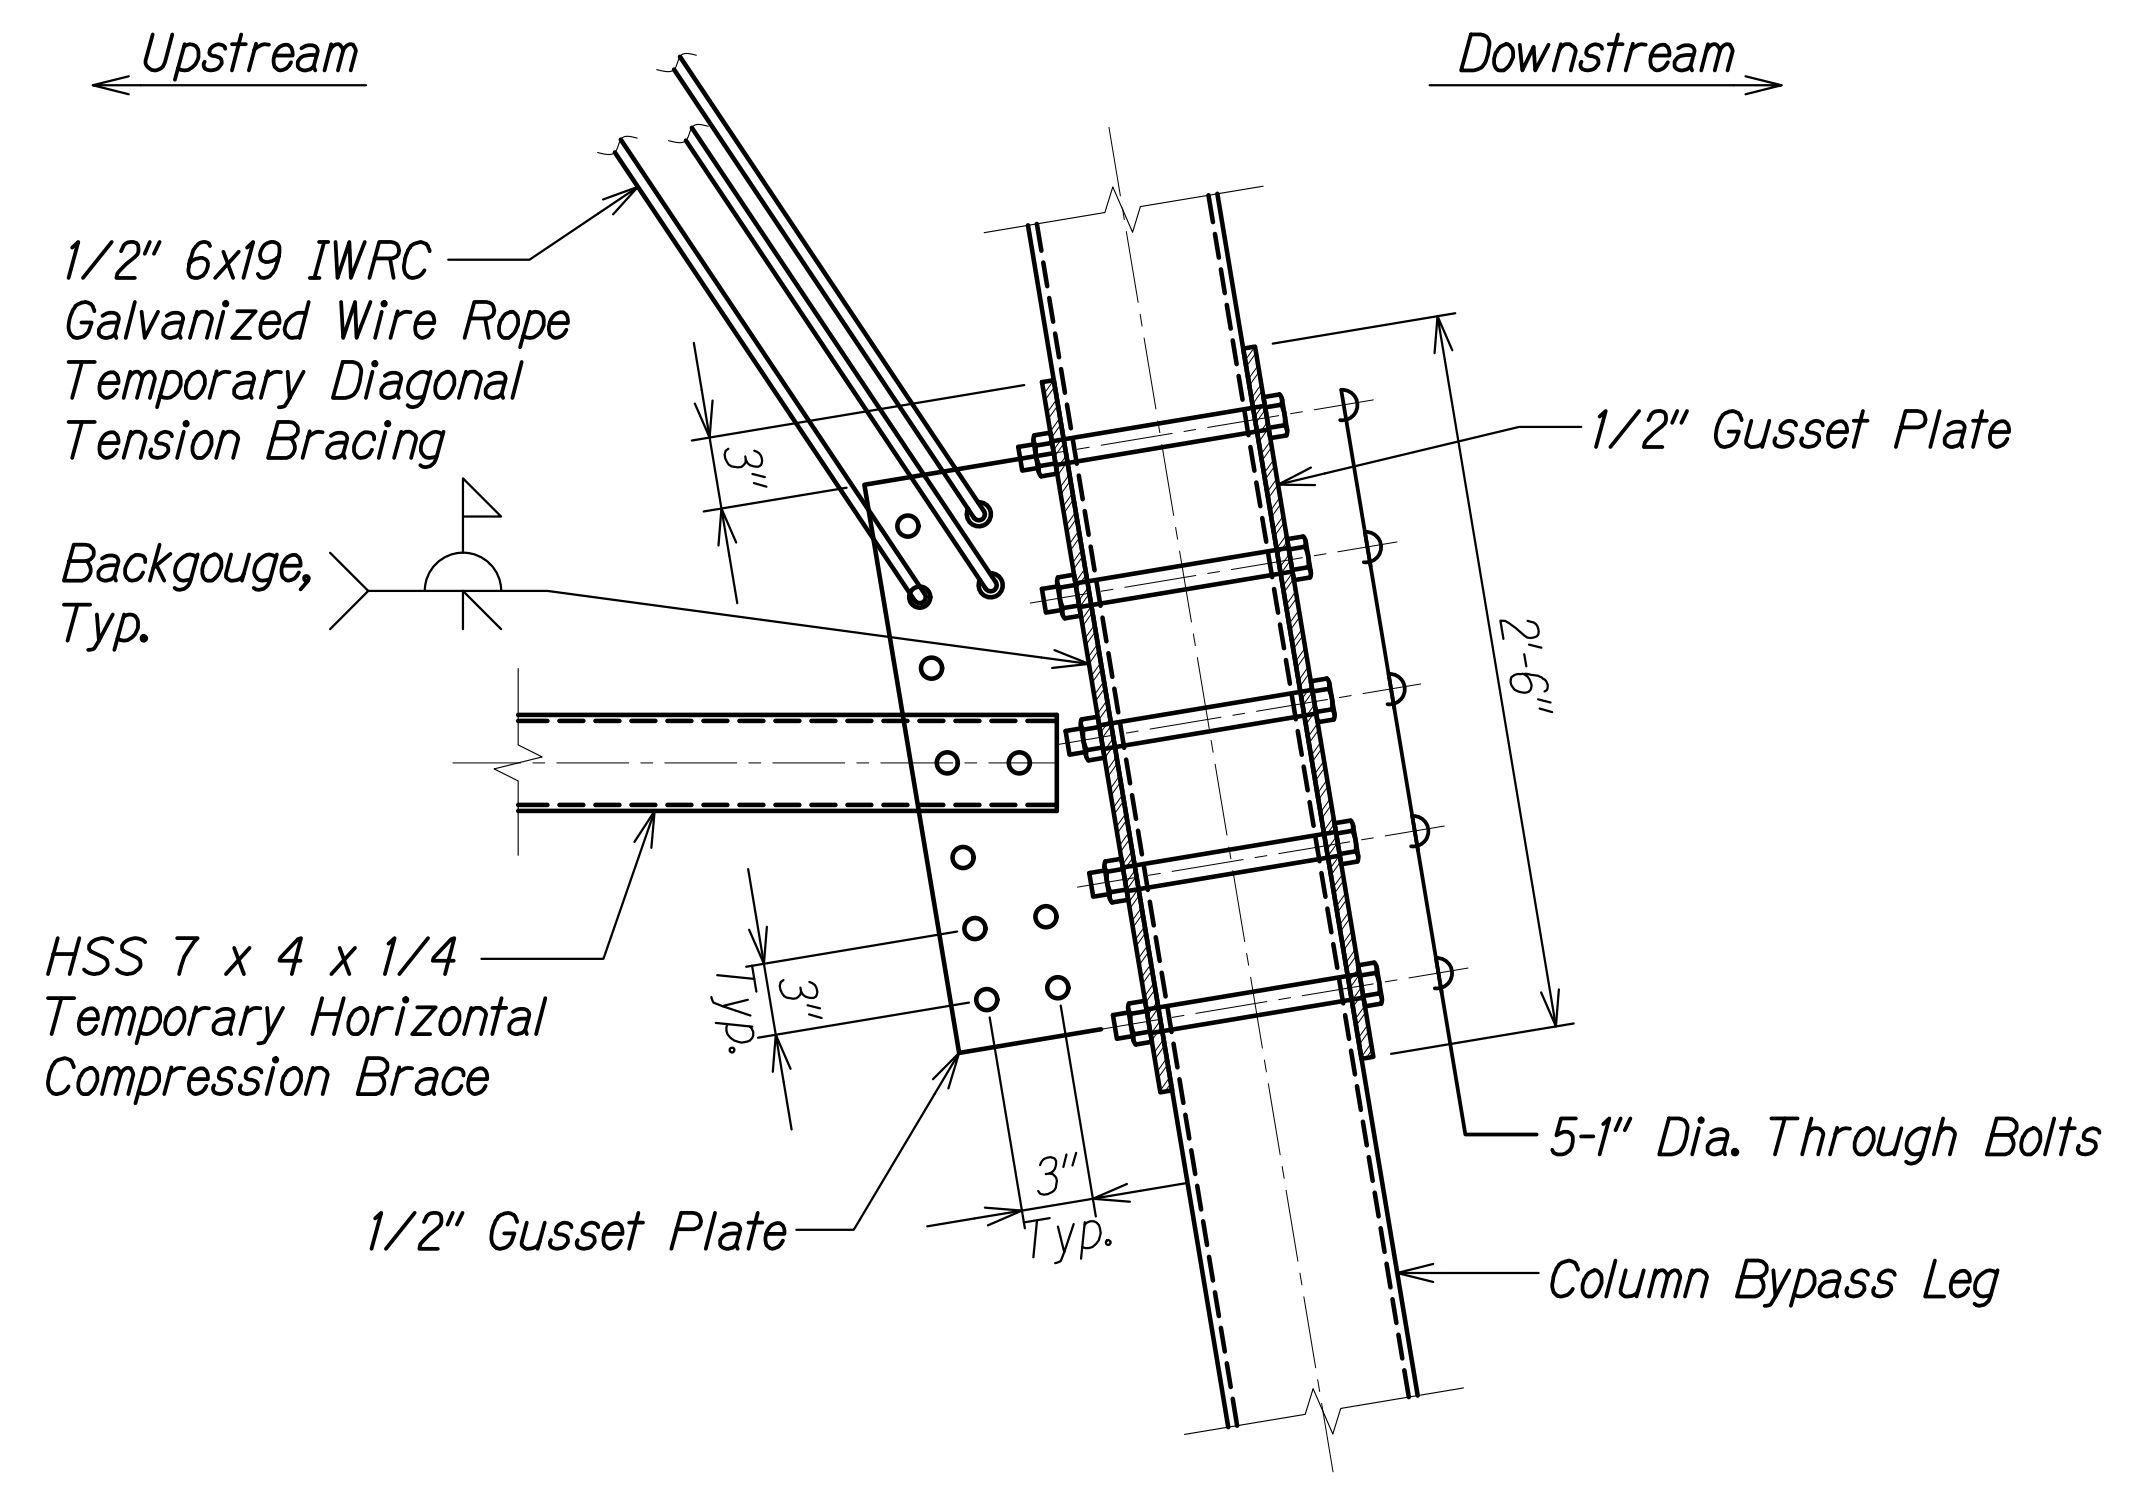 Upstream
Downstream
1/2" 6x19 IWRC
Galvanized Wire Rope
Temporary Diagonal
Tension Bracing
3"
1/2" Gusset Plate
Backgouge,
Typ.
2'-6"
HSS 7 x 4 x 1/4
Temporary Horizontal
Compression Brace
3"
Typ.
5-1" Dia. Through Bolts
3"
Typ.
1/2" Gusset Plate
Column Bypass Leg